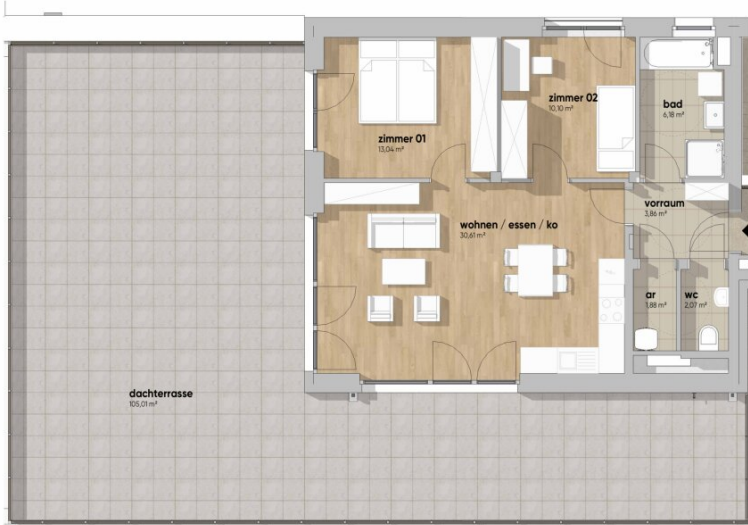 zimmer 01
13,04 m²
zimmer 02
10,10 m²
bad
6,18 m²
vorraum
3,86 m²
wohnen / essen / ko
30,61 m²
ar
1,88 m²
wc
2,07 m²
dachterrasse
105,01 m²